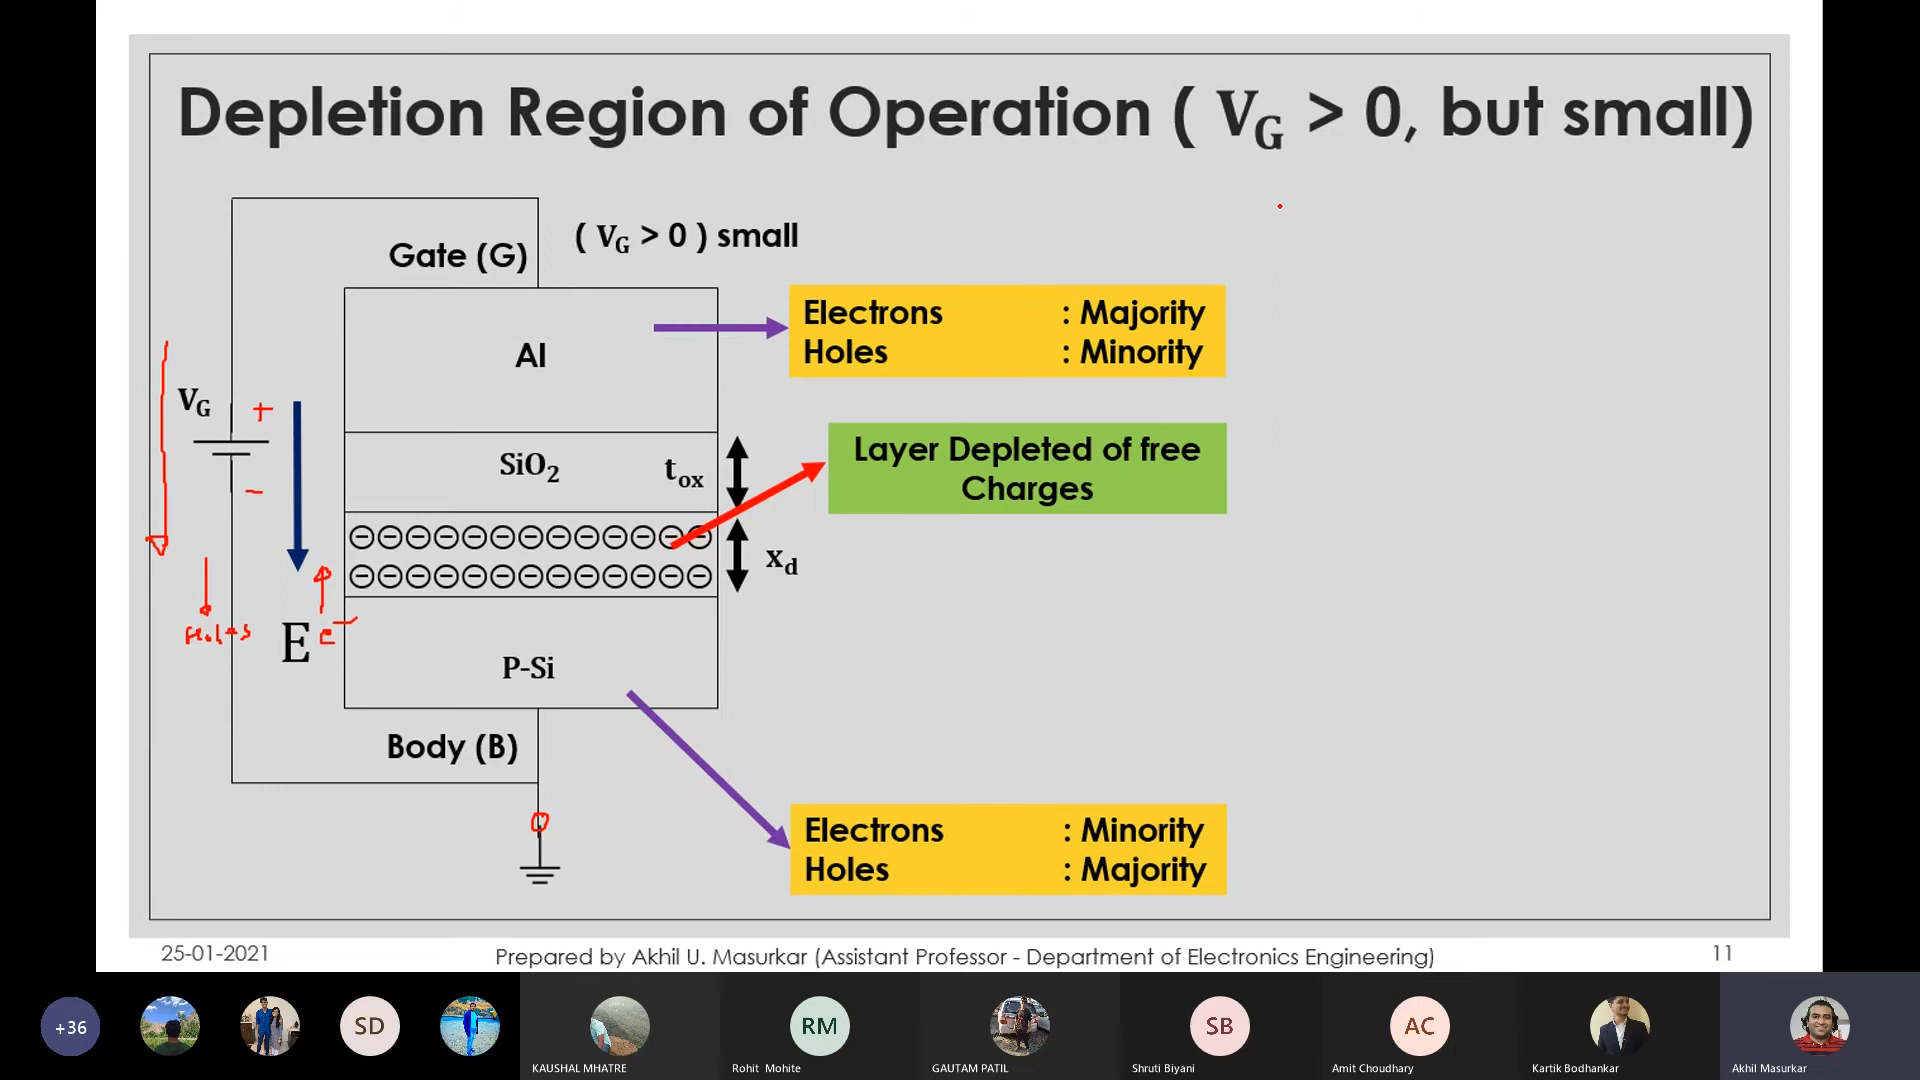 Depletion Region of Operation ( V_G > 0, but small)
( V_G > 0 ) small
Gate (G)
Electrons : Majority
Holes : Minority
Al
V_G
+
−
SiO₂
t_ox
Layer Depleted of free
Charges
x_d
Holes
E
e⁻
P-Si
Body (B)
Electrons : Minority
Holes : Majority
25-01-2021
Prepared by Akhil U. Masurkar (Assistant Professor - Department of Electronics Engineering)
11
+36
SD
RM
SB
AC
KAUSHAL MHATRE
Rohit Mohite
GAUTAM PATIL
Shruti Biyani
Amit Choudhary
Kartik Bodhankar
Akhil Masurkar